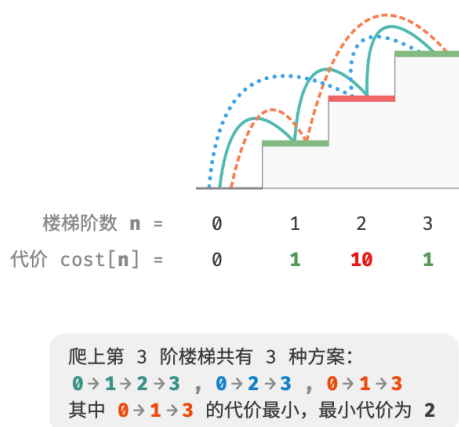 楼梯阶数 n = 0 1 2 3
代价 cost[n] = 0 1 10 1
爬上第 3 阶楼梯共有 3 种方案：
0→1→2→3 , 0→2→3 , 0→1→3
其中 0→1→3 的代价最小，最小代价为 2